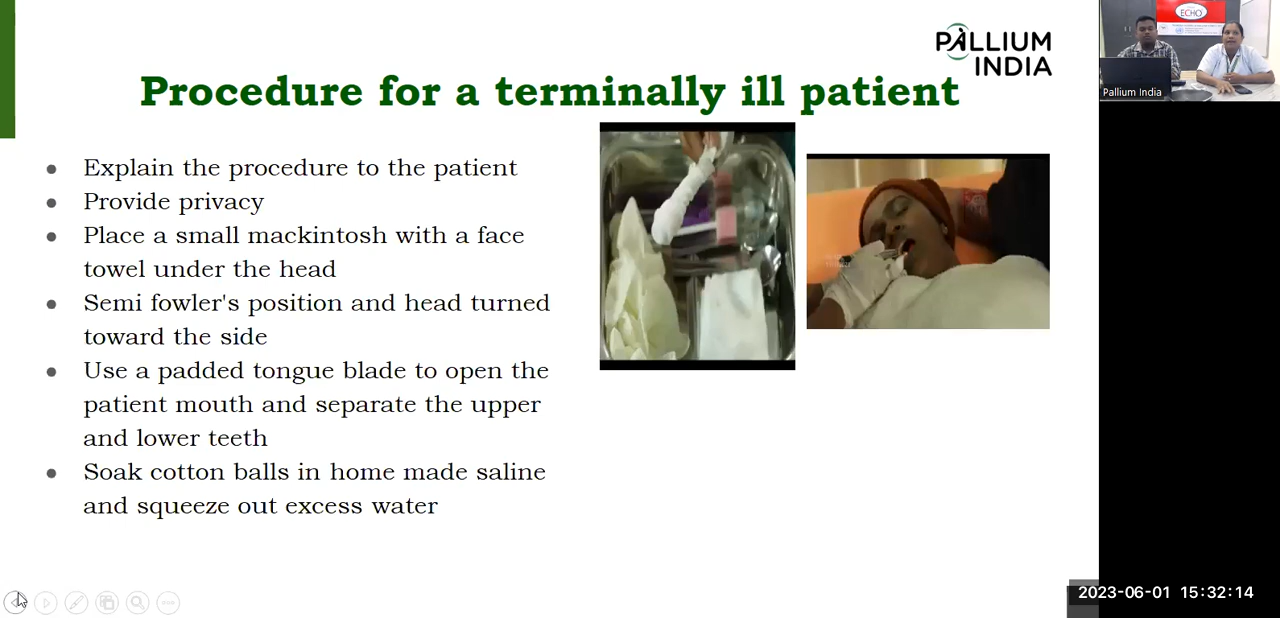 PALLIUM
INDIA
ECHO
Procedure for a terminally ill patient
Pallium India
Explain the procedure to the patient
Provide privacy
Place a small mackintosh with a face
towel under the head
Semi fowler's position and head turned
toward the side
Use a padded tongue blade to open the
patient mouth and separate the upper
and lower teeth
Soak cotton balls in home made saline
and squeeze out excess water
2023-06-01 15:32:14